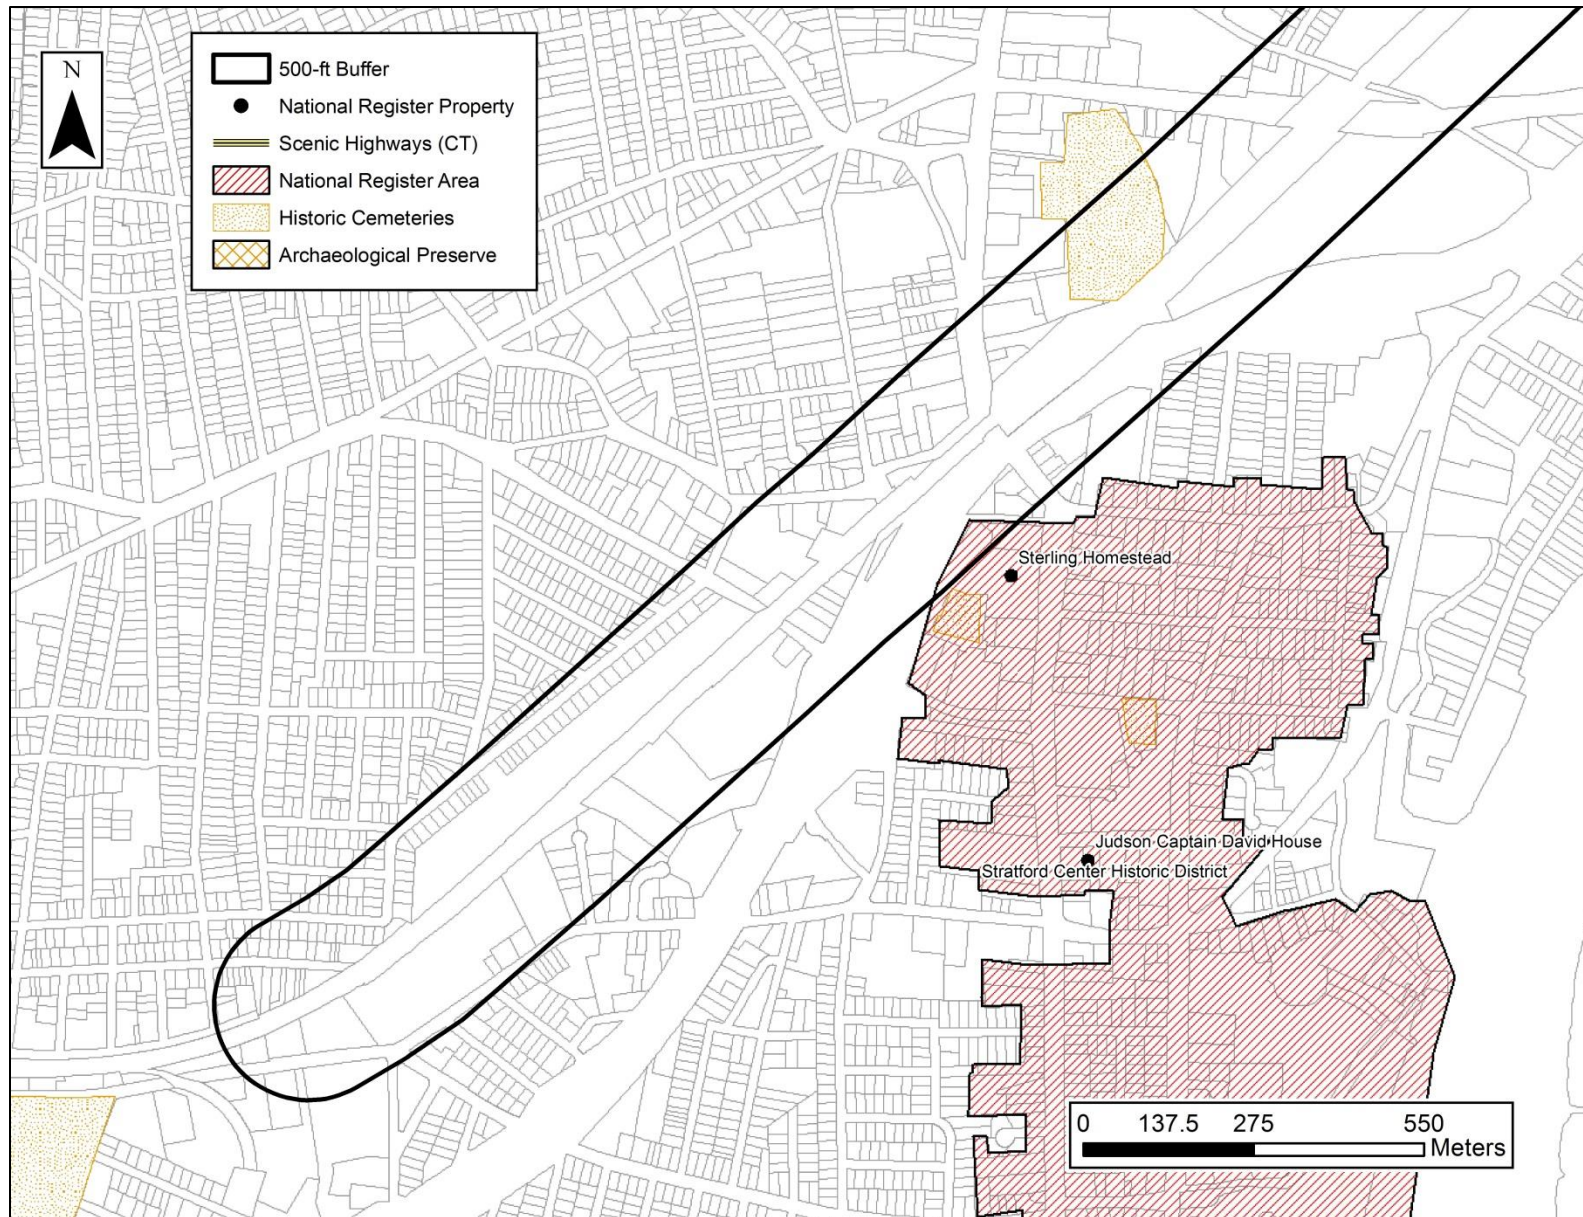 N
500-ft Buffer
National Register Property
Scenic Highways (CT)
National Register Area
Historic Cemeteries
Archaeological Preserve
Sterling Homestead
Judson Captain David House
Stratford Center Historic District
0 137.5 275 550
Meters